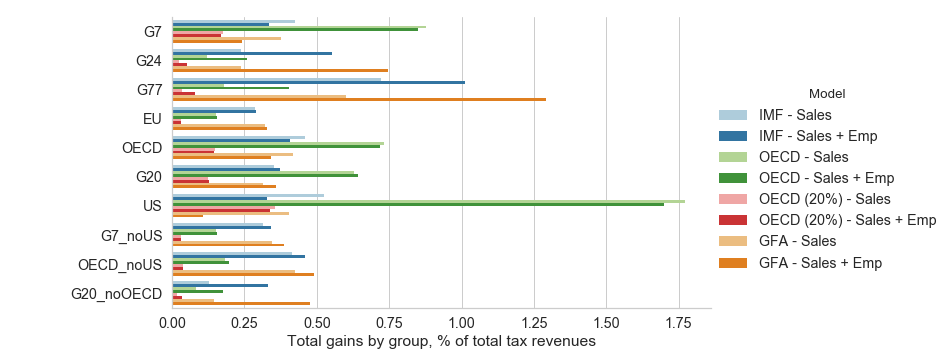 G7
G24
G77
EU
OECD
G20
US
G7_noUS
OECD_noUS
G20_noOECD
0.00 0.25 0.50 0.75 1.00 1.25 1.50 1.75
Total gains by group, % of total tax revenues
Model
IMF - Sales
IMF - Sales + Emp
OECD - Sales
OECD - Sales + Emp
OECD (20%) - Sales
OECD (20%) - Sales + Emp
GFA - Sales
GFA - Sales + Emp